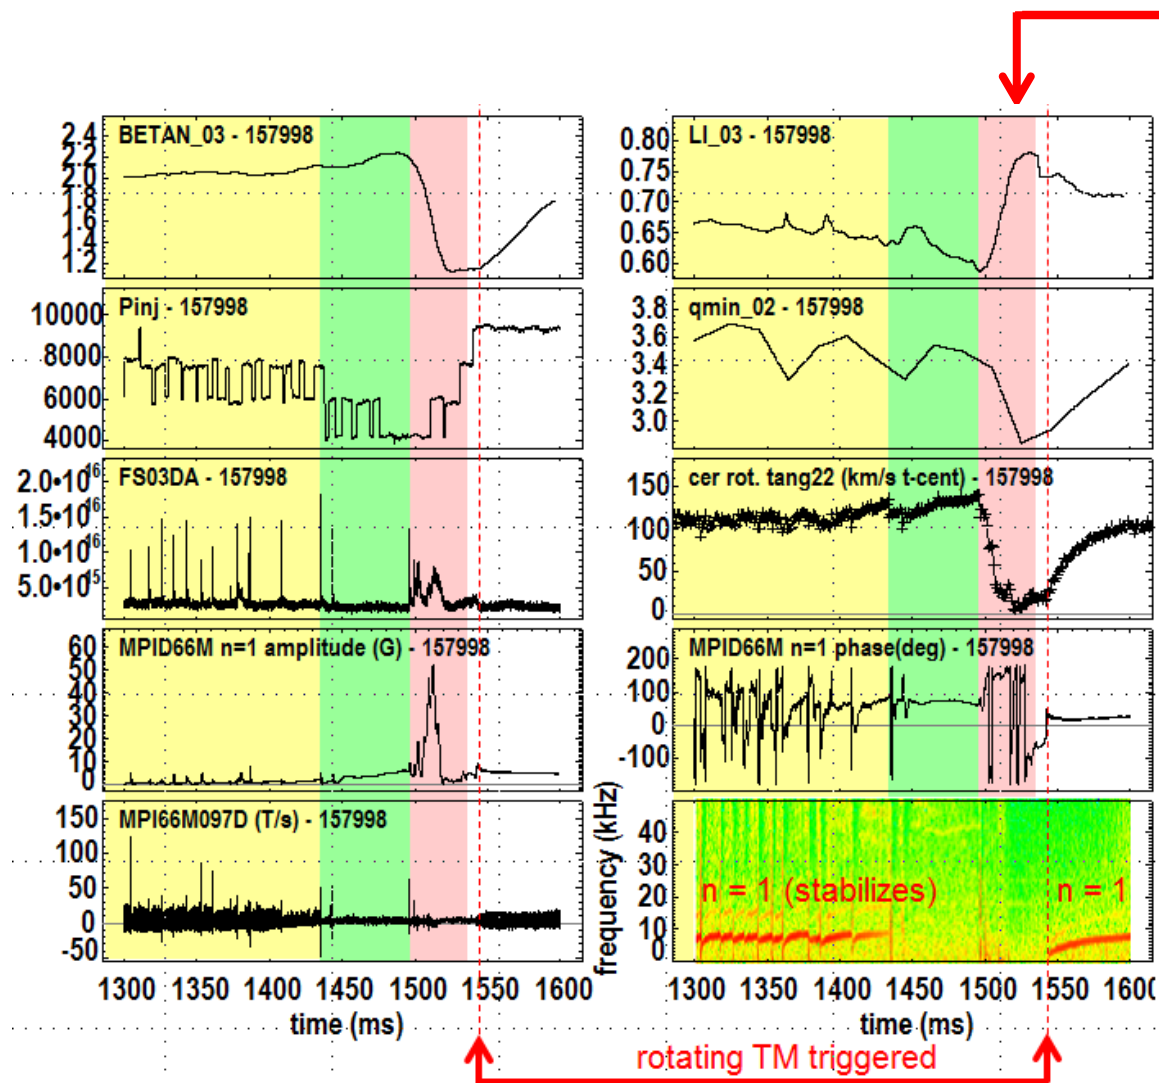 BETAN_03 - 157998
2.4
2.2
2.0
1.8
1.6
1.4
1.2
LI_03 - 157998
0.80
0.75
0.70
0.65
0.60
Pinj - 157998
10000
8000
6000
4000
qmin_02 - 157998
3.8
3.6
3.4
3.2
3.0
FS03DA - 157998
2.0•10^16
1.5•10^16
1.0•10^16
5.0•10^15
cer rot. tang22 (km/s t-cent) - 157998
150
100
50
0
MPID66M n=1 amplitude (G) - 157998
60
50
40
30
20
10
0
MPID66M n=1 phase(deg) - 157998
200
100
0
-100
MPI66M097D (T/s) - 157998
150
100
50
0
-50
frequency (kHz)
40
30
20
10
0
n = 1 (stabilizes)
n = 1
1300 1350 1400 1450 1500 1550 1600
time (ms)
1300 1350 1400 1450 1500 1550 1600
time (ms)
rotating TM triggered